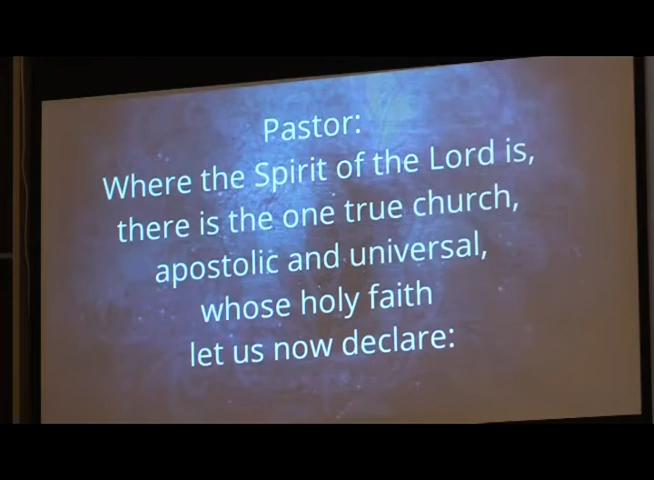 Pastor:
Where the Spirit of the Lord is,
there is the one true church,
apostolic and universal,
whose holy faith
let us now declare: